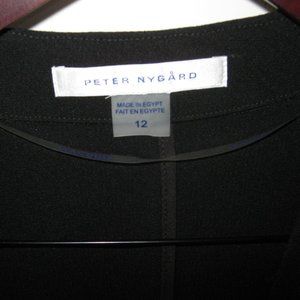 PETER NYGÅRD
MADE IN EGYPT
FAIT EN EGYPTE
12